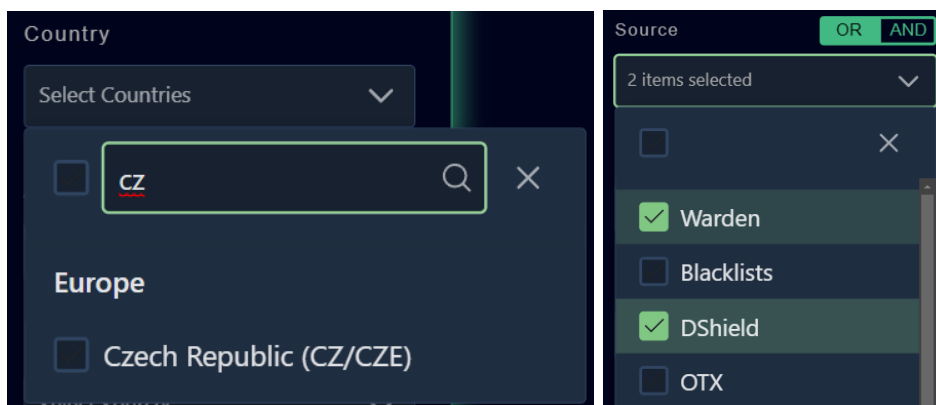 Country
Select Countries
cz
Europe
Czech Republic (CZ/CZE)
Source
OR AND
2 items selected
Warden
Blacklists
DShield
OTX